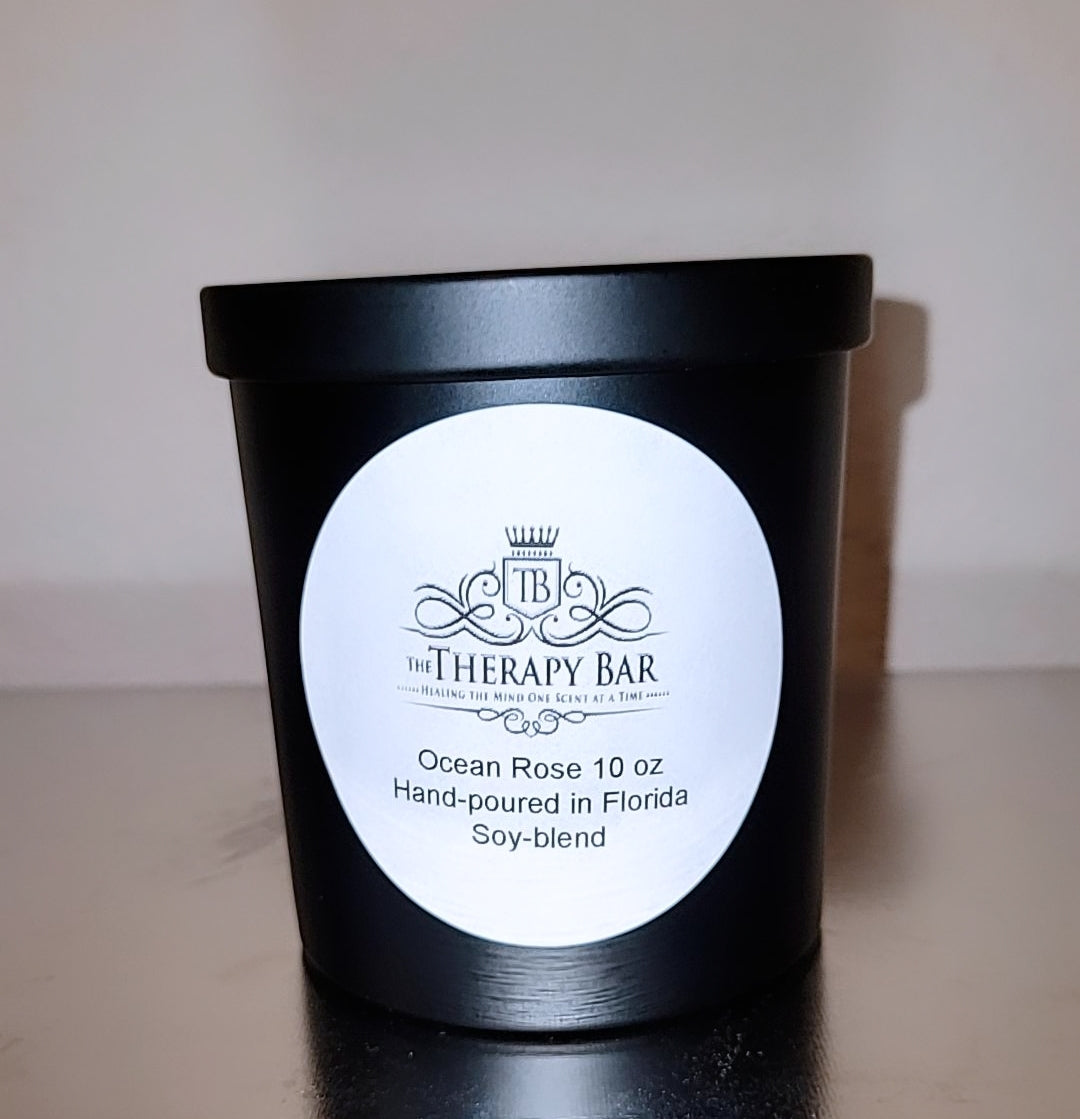 TB
THE THERAPY BAR
HEALING THE MIND ONE SCENT AT A TIME
Ocean Rose 10 oz
Hand-poured in Florida
Soy-blend